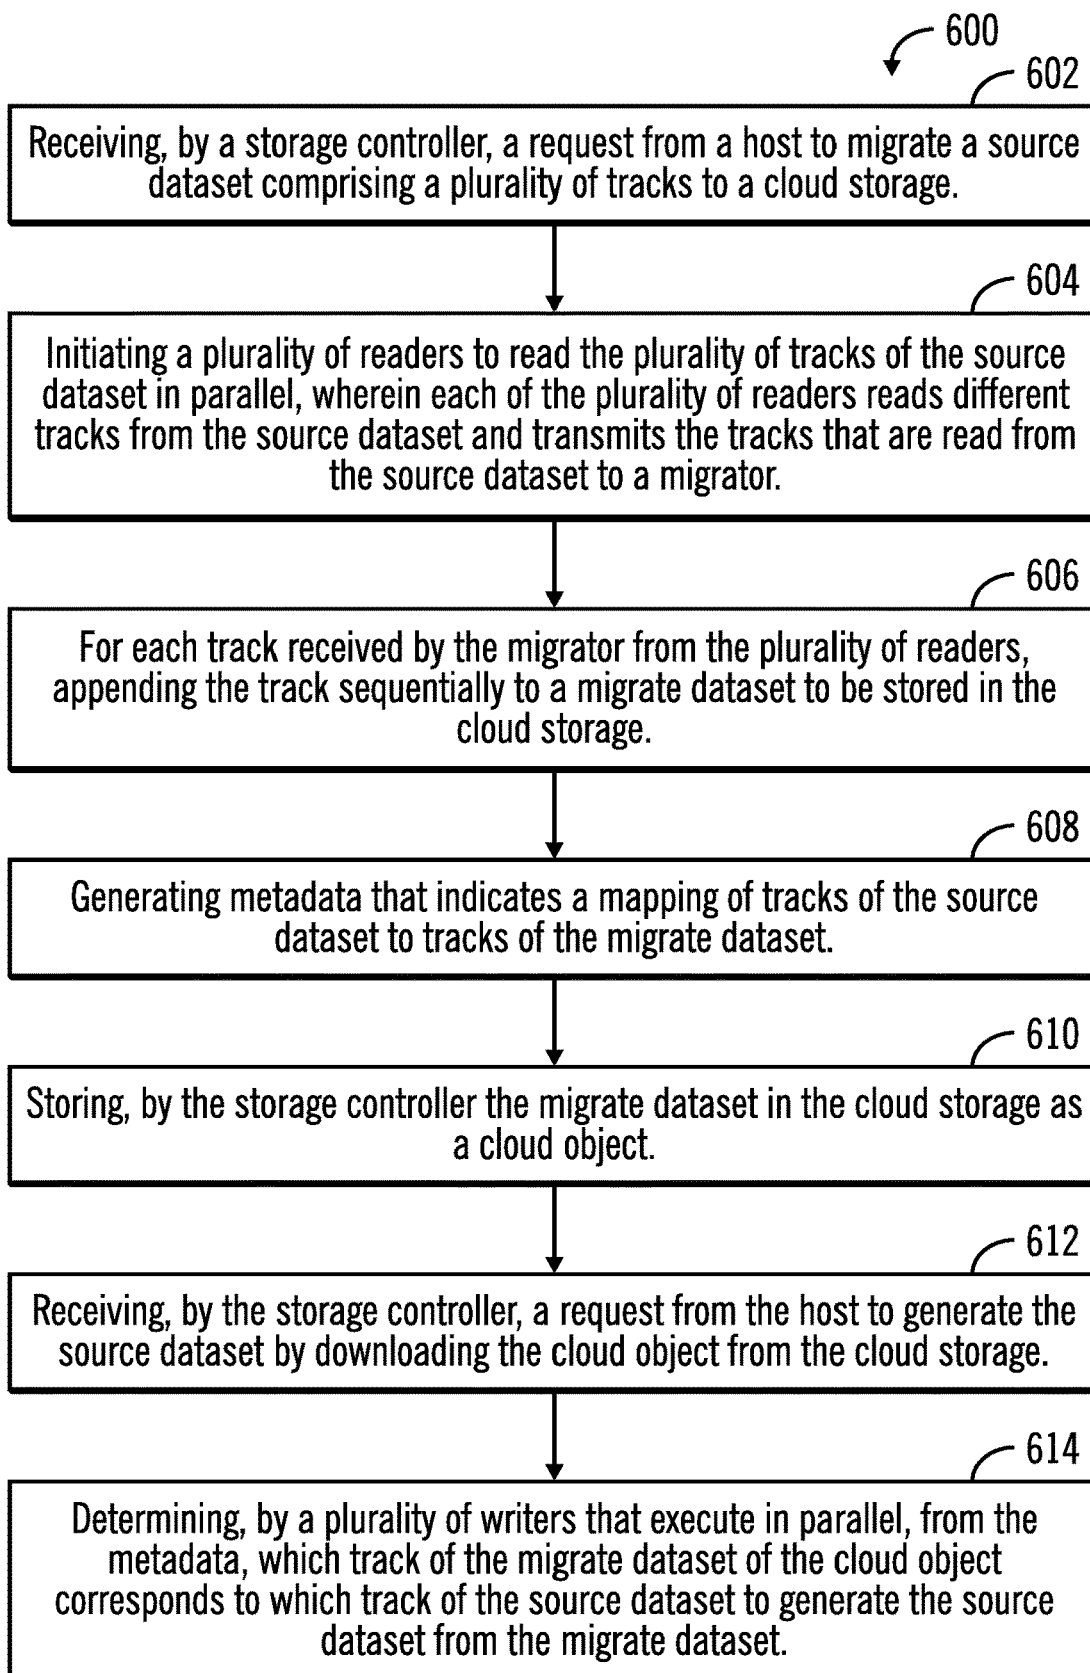 600
602
Receiving, by a storage controller, a request from a host to migrate a source
dataset comprising a plurality of tracks to a cloud storage.
604
Initiating a plurality of readers to read the plurality of tracks of the source
dataset in parallel, wherein each of the plurality of readers reads different
tracks from the source dataset and transmits the tracks that are read from
the source dataset to a migrator.
606
For each track received by the migrator from the plurality of readers,
appending the track sequentially to a migrate dataset to be stored in the
cloud storage.
608
Generating metadata that indicates a mapping of tracks of the source
dataset to tracks of the migrate dataset.
610
Storing, by the storage controller the migrate dataset in the cloud storage as
a cloud object.
612
Receiving, by the storage controller, a request from the host to generate the
source dataset by downloading the cloud object from the cloud storage.
614
Determining, by a plurality of writers that execute in parallel, from the
metadata, which track of the migrate dataset of the cloud object
corresponds to which track of the source dataset to generate the source
dataset from the migrate dataset.